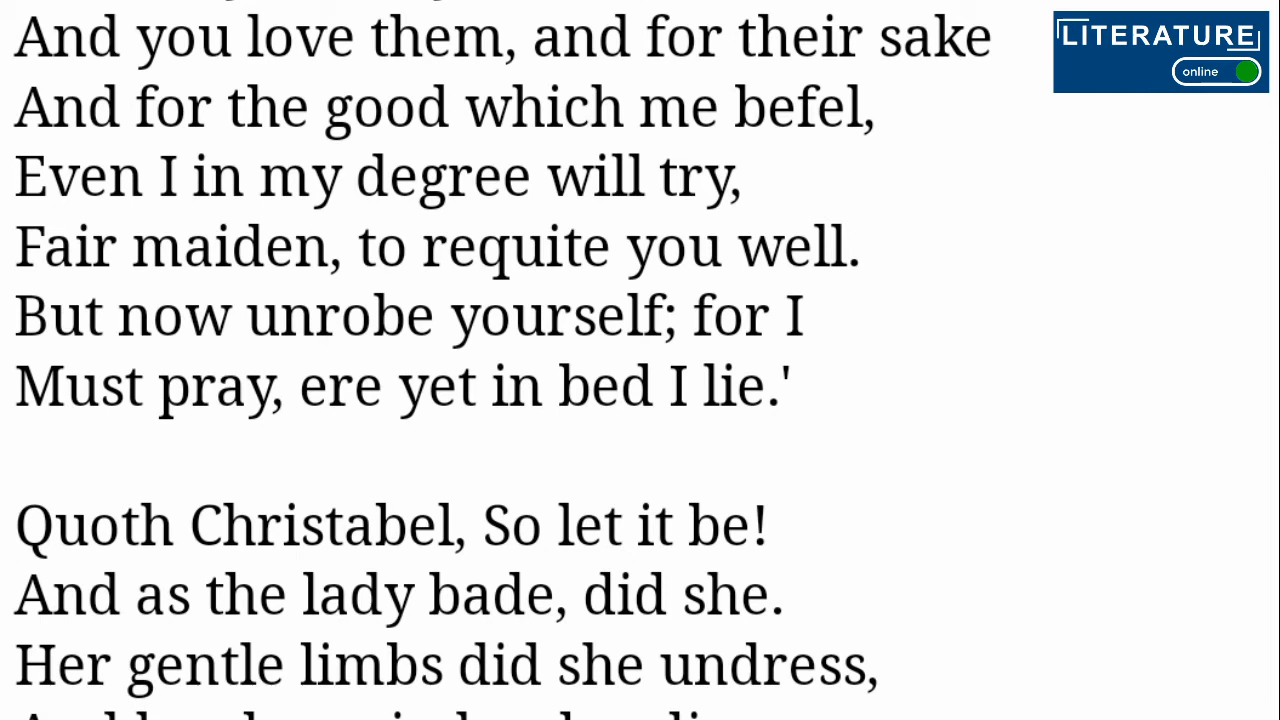 And you love them, and for their sake
And for the good which me befel,
Even I in my degree will try,
Fair maiden, to requite you well.
But now unrobe yourself; for I
Must pray, ere yet in bed I lie.'
Quoth Christabel, So let it be!
And as the lady bade, did she.
Her gentle limbs did she undress,
LITERATURE
online